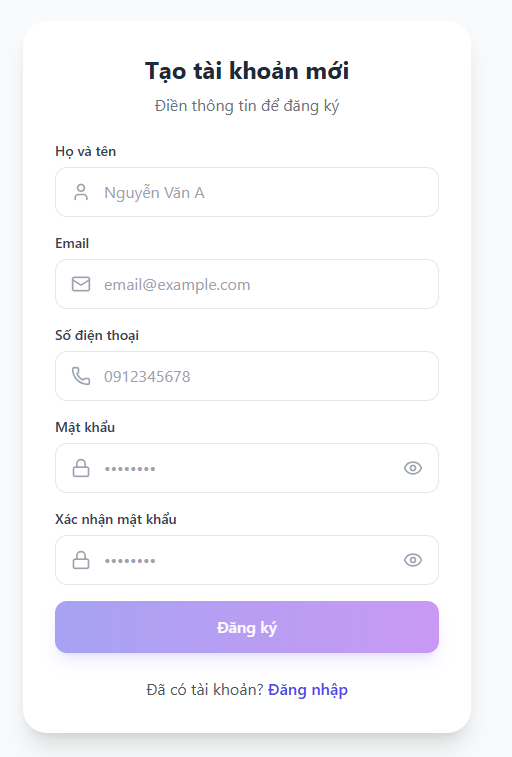 Tạo tài khoản mới
Điền thông tin để đăng ký
Họ và tên
Nguyễn Văn A
Email
email@example.com
Số điện thoại
0912345678
Mật khẩu
••••••••
Xác nhận mật khẩu
••••••••
Đăng ký
Đã có tài khoản? Đăng nhập